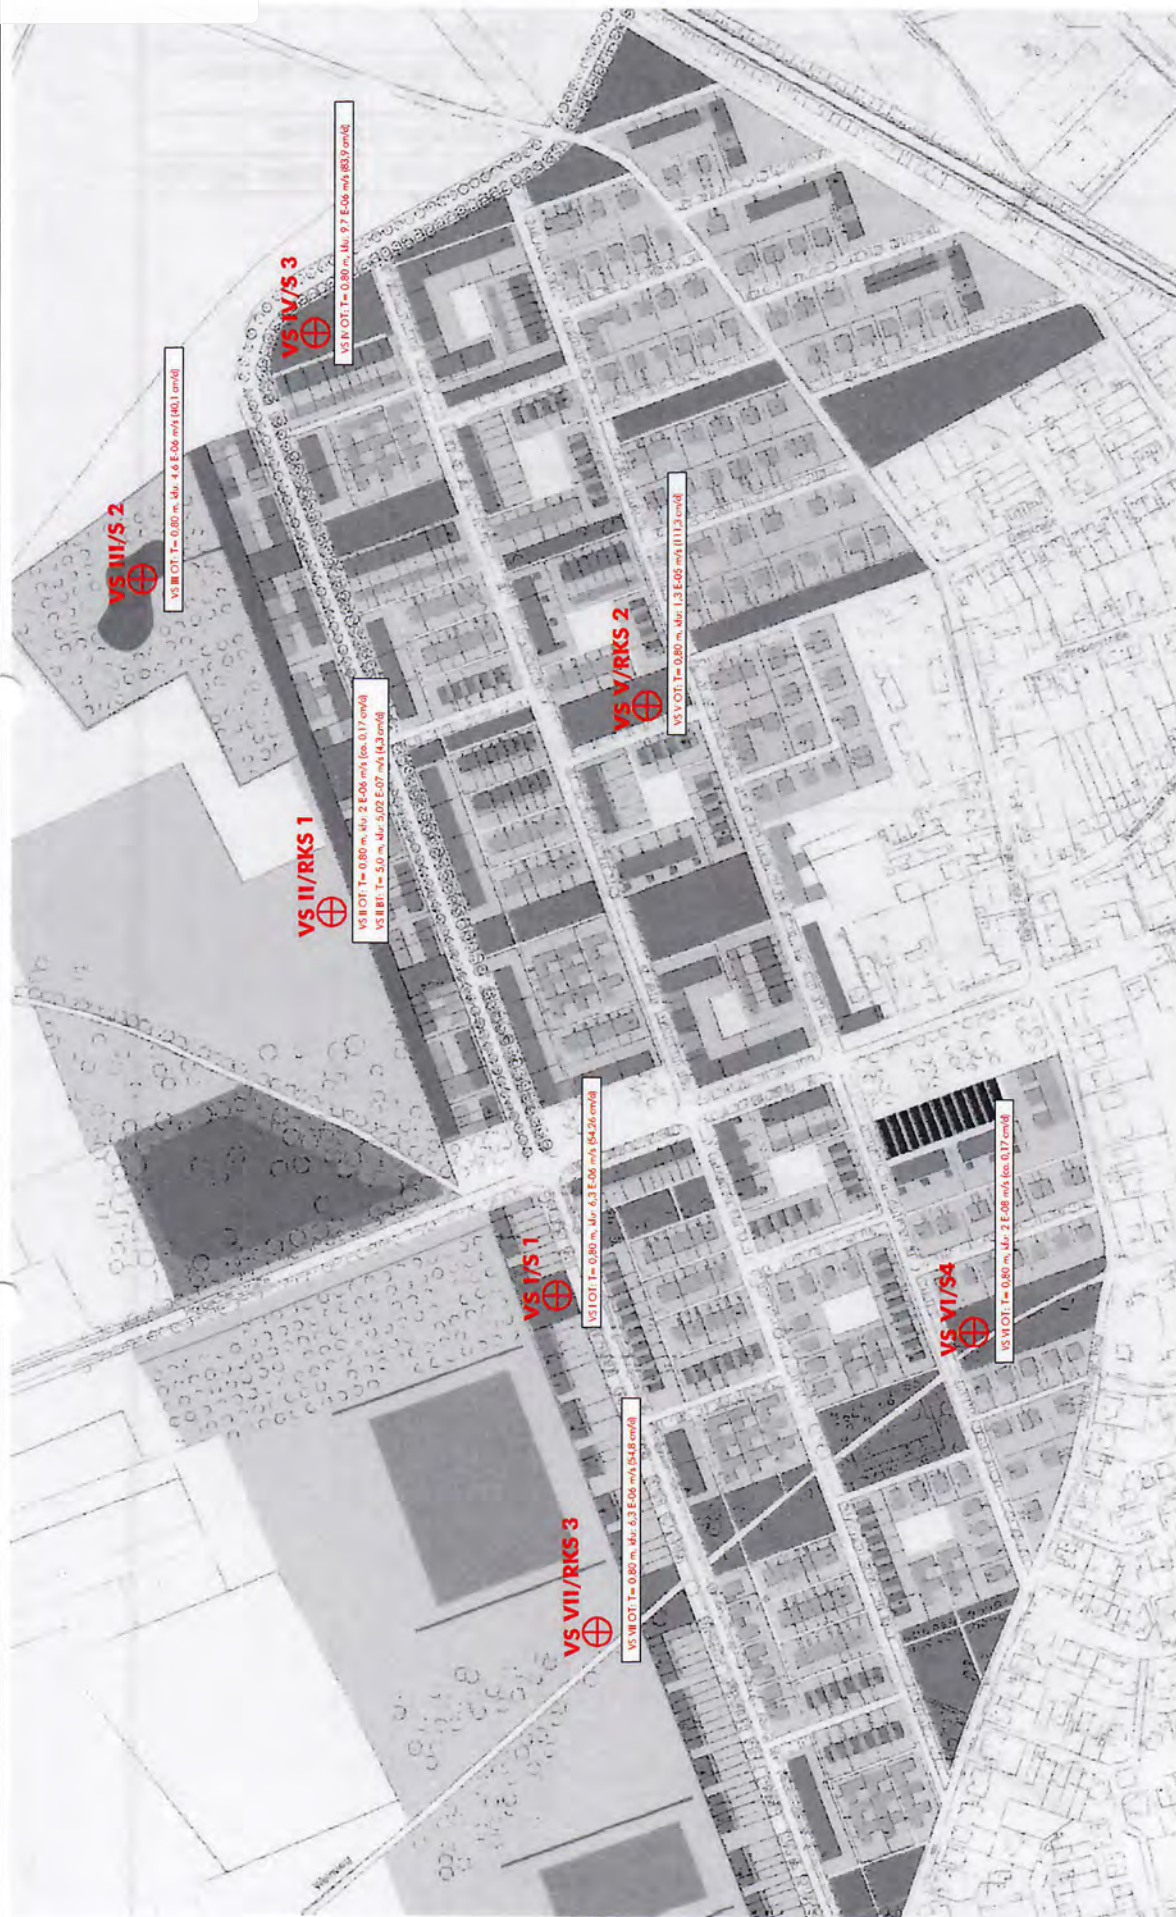 VS IV/S 3
VS IV OT: T= 0,80 m, kfu: 9,7 E-06 m/s (83,9 cm/d)
VS III/S 2
VS III OT: T= 0,80 m, kfu: 4,6 E-06 m/s (40,1 cm/d)
VS V/RKS 2
VS V OT: T= 0,80 m, kfu: 1,3 E-05 m/s (111,3 cm/d)
VS II/RKS 1
VS II OT: T= 0,80 m, kfu: 2 E-06 m/s (ca. 0,17 cm/d)
VS II BT: T= 5,0 m, kfu: 5,02 E-07 m/s (4,3 cm/d)
VS I/S 1
VS I OT: T= 0,80 m, kfu: 6,3 E-06 m/s (54,26 cm/d)
VS VI/S4
VS VI OT: T= 0,80 m, kfu: 2 E-08 m/s (ca. 0,17 cm/d)
VS VII/RKS 3
VS VII OT: T= 0,80 m, kfu: 6,3 E-06 m/s (54,8 cm/d)